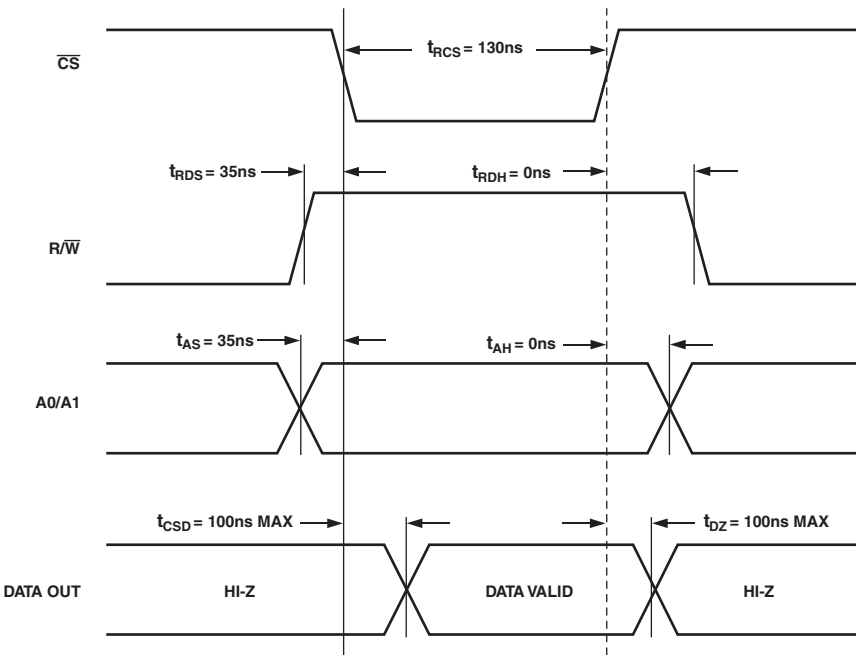 CS
tRCS = 130ns
tRDS = 35ns
tRDH = 0ns
R/W
tAS = 35ns
tAH = 0ns
A0/A1
tCSD = 100ns MAX
tDZ = 100ns MAX
DATA OUT
HI-Z
DATA VALID
HI-Z